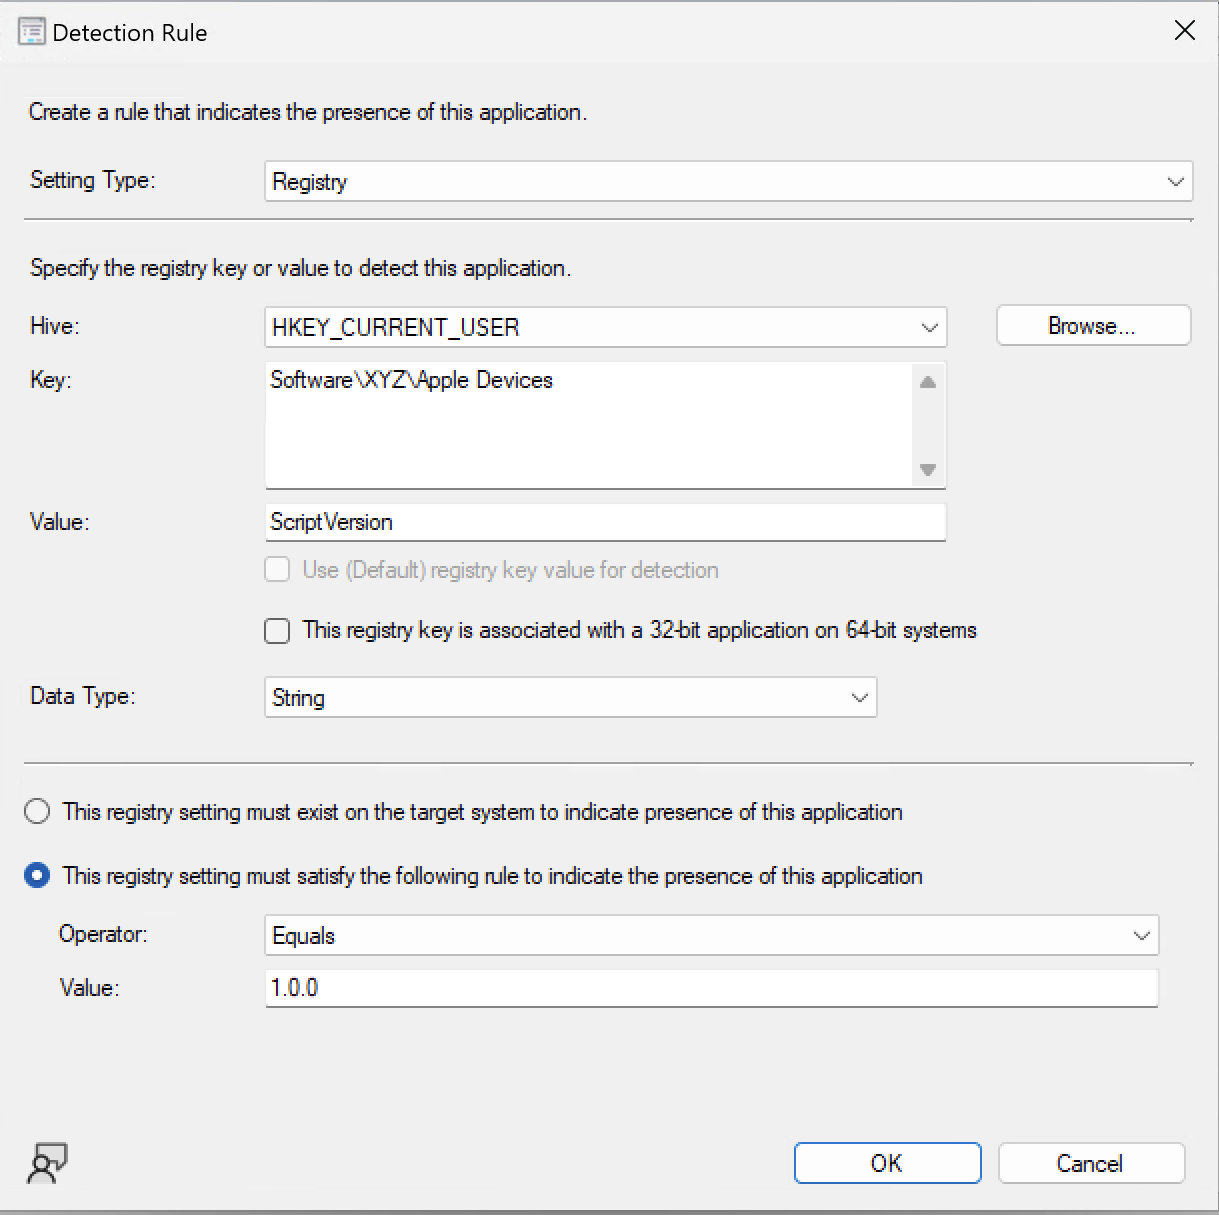 Detection Rule
Create a rule that indicates the presence of this application.
Setting Type: Registry
Specify the registry key or value to detect this application.
Hive: HKEY_CURRENT_USER Browse...
Key: Software\XYZ\Apple Devices
Value: ScriptVersion
Use (Default) registry key value for detection
This registry key is associated with a 32-bit application on 64-bit systems
Data Type: String
This registry setting must exist on the target system to indicate presence of this application
This registry setting must satisfy the following rule to indicate the presence of this application
Operator: Equals
Value: 1.0.0
OK Cancel